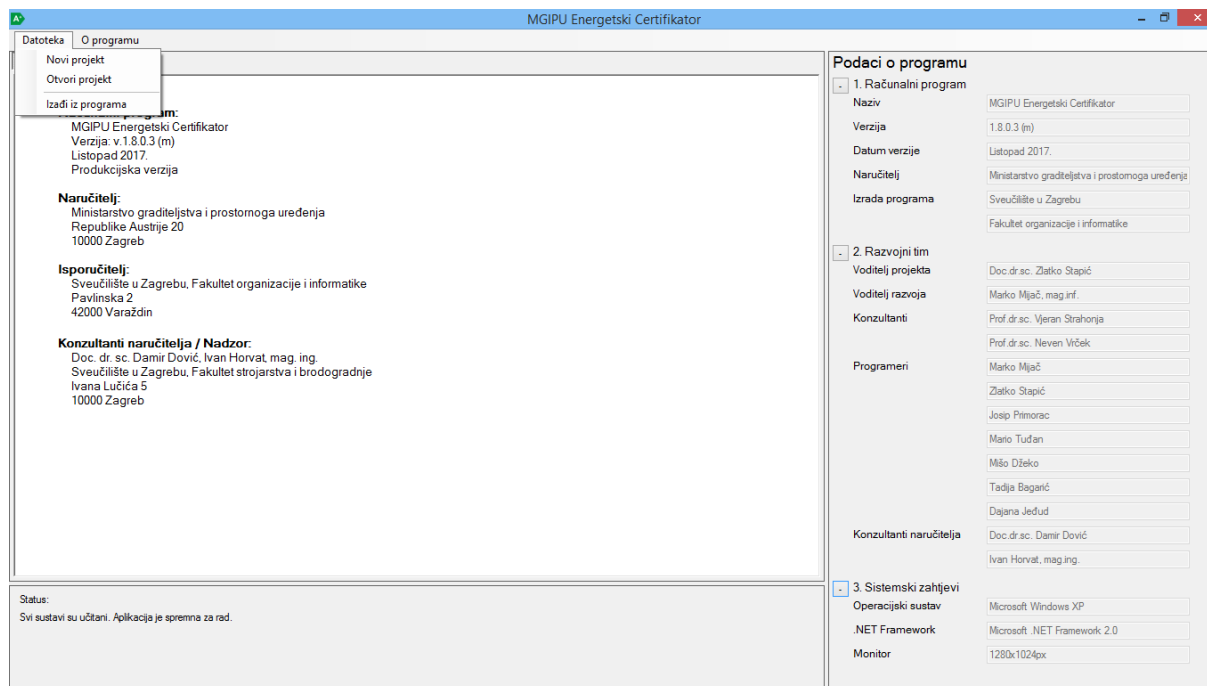 MGIPU Energetski Certifikator
Datoteka O programu
Novi projekt
Otvori projekt
Izađi iz programa
MGIPU Energetski Certifikator
Verzija: v.1.8.0.3 (m)
Listopad 2017.
Produkcijska verzija
Naručitelj:
Ministarstvo graditeljstva i prostornoga uređenja
Republike Austrije 20
10000 Zagreb
Isporučitelj:
Sveučilište u Zagrebu, Fakultet organizacije i informatike
Pavlinska 2
42000 Varaždin
Konzultanti naručitelja / Nadzor:
Doc. dr. sc. Damir Dović, Ivan Horvat, mag. ing.
Sveučilište u Zagrebu, Fakultet strojarstva i brodogradnje
Ivana Lučića 5
10000 Zagreb
Status:
Svi sustavi su učitani. Aplikacija je spremna za rad.
Podaci o programu
1. Računalni program
Naziv MGIPU Energetski Certifikator
Verzija 1.8.0.3 (m)
Datum verzije Listopad 2017.
Naručitelj Ministarstvo graditeljstva i prostornoga uređenja
Izrada programa Sveučilište u Zagrebu
Fakultet organizacije i informatike
2. Razvojni tim
Voditelj projekta Doc.dr.sc. Zlatko Stapić
Voditelj razvoja Marko Mijač, mag.inf.
Konzultanti Prof.dr.sc. Vjeran Strahonja
Prof.dr.sc. Neven Vrček
Programeri Marko Mijač
Zlatko Stapić
Josip Primorac
Mario Tuđan
Mišo Džeko
Tadija Bagarić
Dajana Jeđud
Konzultanti naručitelja Doc.dr.sc. Damir Dović
Ivan Horvat, mag.ing.
3. Sistemski zahtjevi
Operacijski sustav Microsoft Windows XP
.NET Framework Microsoft .NET Framework 2.0
Monitor 1280x1024px